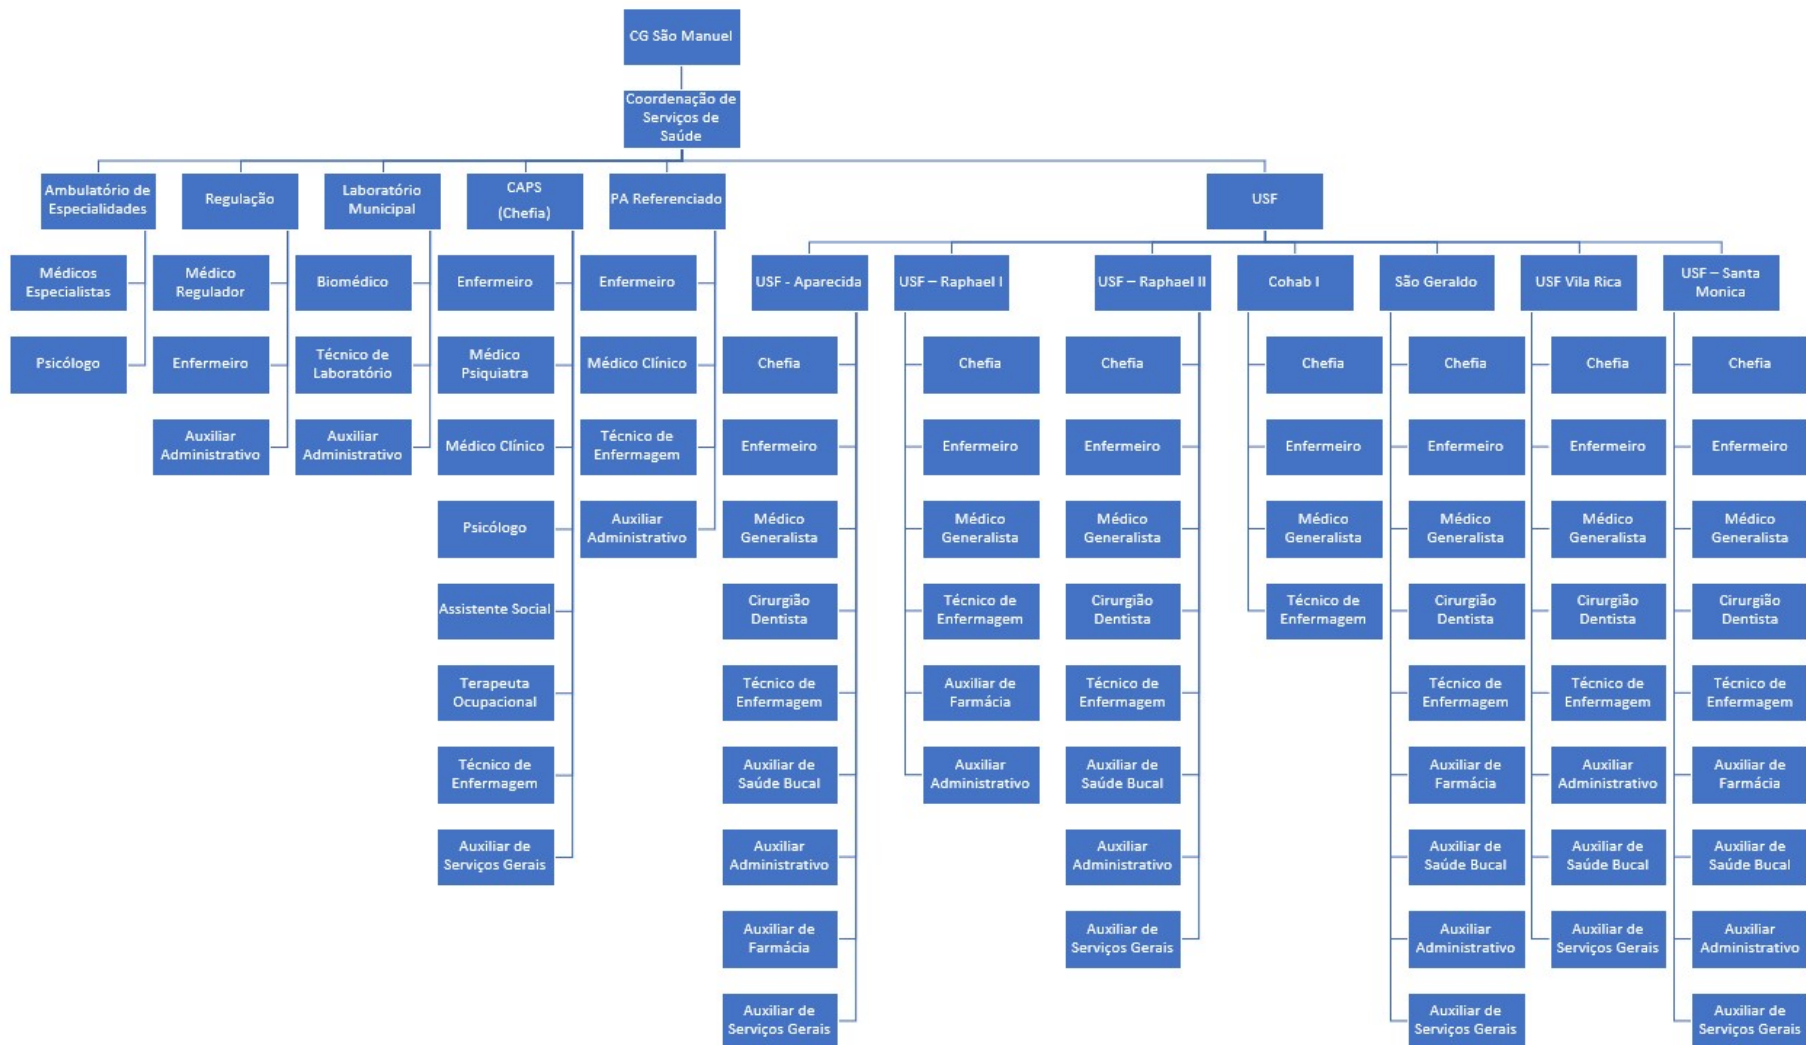 CG São Manuel
Coordenação de
Serviços de
Saúde
Ambulatório de
Especialidades
Regulação
Laboratório
Municipal
CAPS
(Chefia)
PA Referenciado
USF
Médicos
Especialistas
Psicólogo
Médico
Regulador
Enfermeiro
Auxiliar
Administrativo
Biomédico
Técnico de
Laboratório
Auxiliar
Administrativo
Enfermeiro
Médico
Psiquiatra
Médico Clínico
Psicólogo
Assistente Social
Terapeuta
Ocupacional
Técnico de
Enfermagem
Auxiliar de
Serviços Gerais
Enfermeiro
Médico Clínico
Técnico de
Enfermagem
Auxiliar
Administrativo
USF - Aparecida
Chefia
Enfermeiro
Médico
Generalista
Cirurgião
Dentista
Técnico de
Enfermagem
Auxiliar de
Saúde Bucal
Auxiliar
Administrativo
Auxiliar de
Farmácia
Auxiliar de
Serviços Gerais
USF – Raphael I
Chefia
Enfermeiro
Médico
Generalista
Técnico de
Enfermagem
Auxiliar de
Farmácia
Auxiliar
Administrativo
USF – Raphael II
Chefia
Enfermeiro
Médico
Generalista
Cirurgião
Dentista
Técnico de
Enfermagem
Auxiliar de
Saúde Bucal
Auxiliar
Administrativo
Auxiliar de
Serviços Gerais
Cohab I
Chefia
Enfermeiro
Médico
Generalista
Técnico de
Enfermagem
São Geraldo
Chefia
Enfermeiro
Médico
Generalista
Cirurgião
Dentista
Técnico de
Enfermagem
Auxiliar de
Farmácia
Auxiliar de
Saúde Bucal
Auxiliar
Administrativo
Auxiliar de
Serviços Gerais
USF Vila Rica
Chefia
Enfermeiro
Médico
Generalista
Cirurgião
Dentista
Técnico de
Enfermagem
Auxiliar
Administrativo
Auxiliar de
Saúde Bucal
Auxiliar de
Serviços Gerais
USF – Santa
Monica
Chefia
Enfermeiro
Médico
Generalista
Cirurgião
Dentista
Técnico de
Enfermagem
Auxiliar de
Farmácia
Auxiliar de
Saúde Bucal
Auxiliar
Administrativo
Auxiliar de
Serviços Gerais